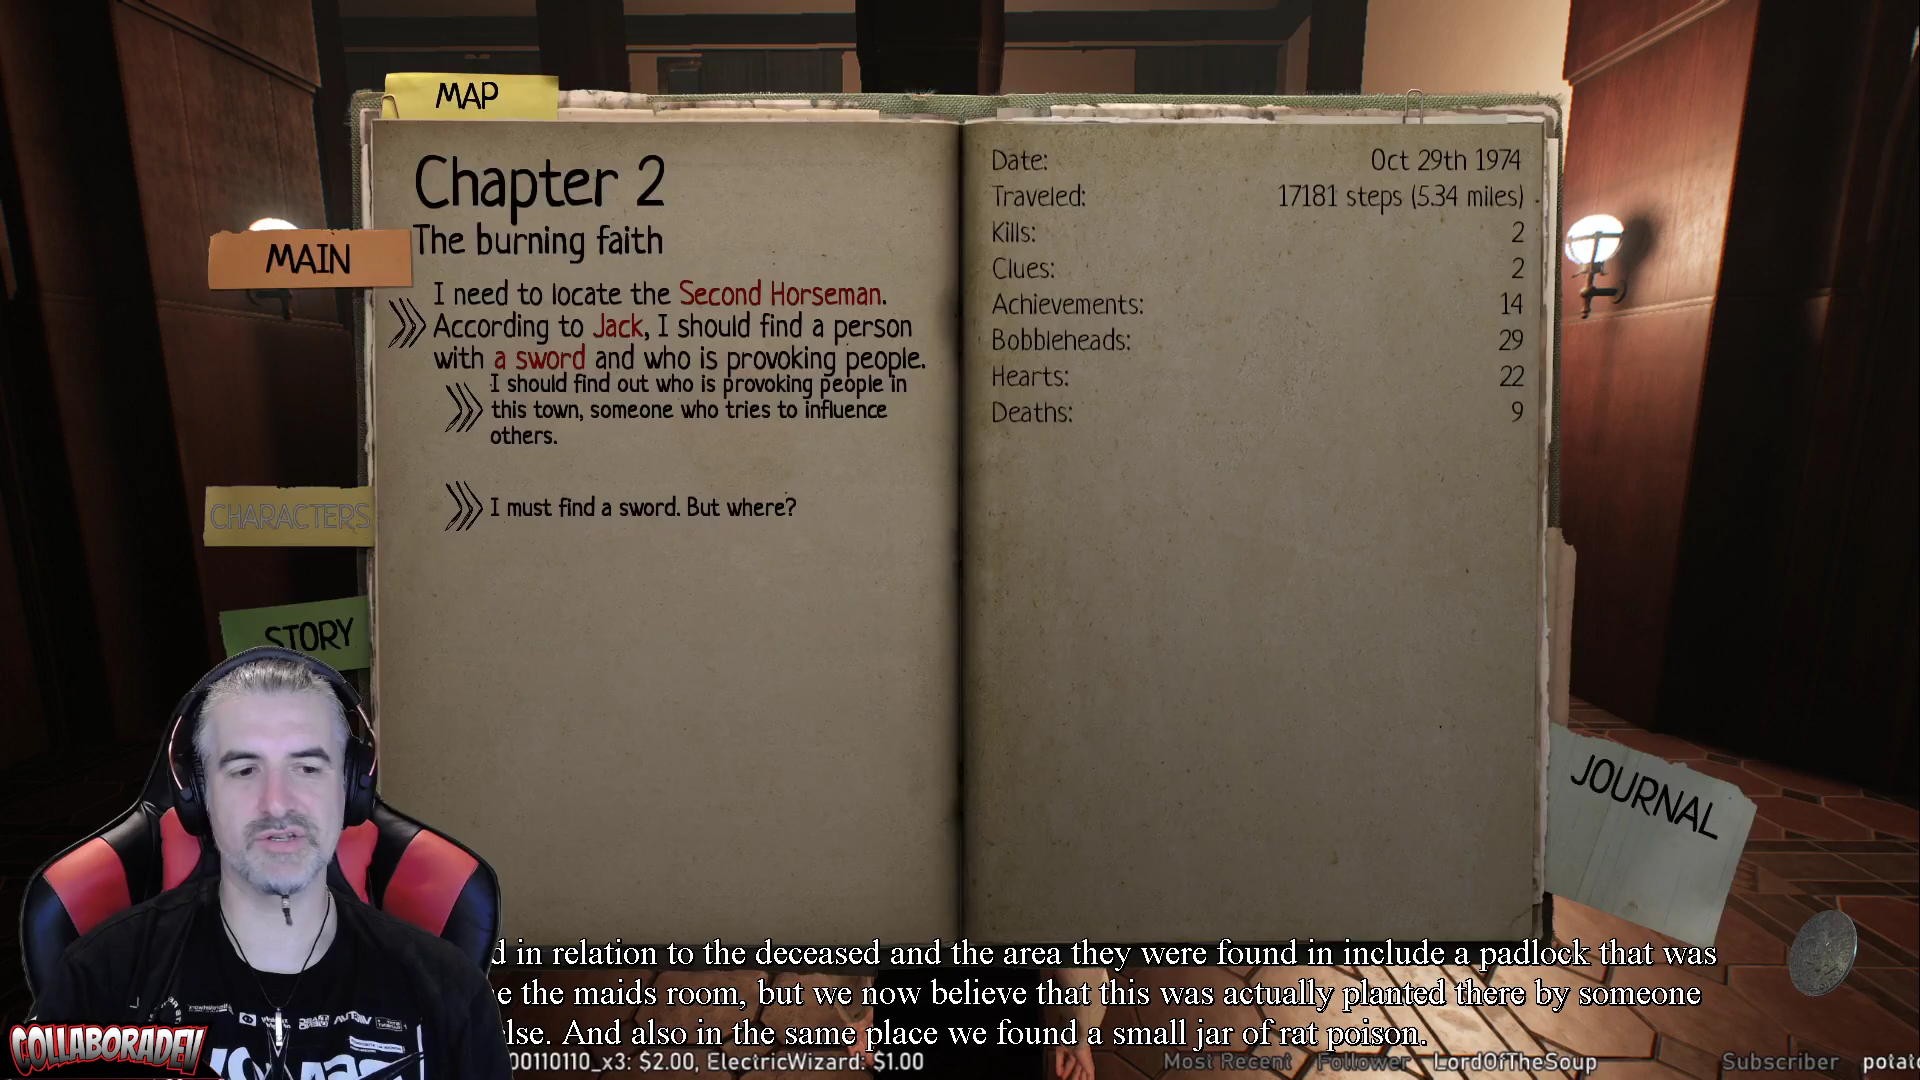 MAP
Chapter 2
The burning faith
MAIN
I need to locate the Second Horseman.
According to Jack, I should find a person
with a sword and who is provoking people.
I should find out who is provoking people in
this town, someone who tries to influence
others.
I must find a sword. But where?
CHARACTERS
STORY
Date: Oct 29th 1974
Traveled: 17181 steps (5.34 miles)
Kills: 2
Clues: 2
Achievements: 14
Bobbleheads: 29
Hearts: 22
Deaths: 9
JOURNAL
d in relation to the deceased and the area they were found in include a padlock that was
e the maids room, but we now believe that this was actually planted there by someone
else. And also in the same place we found a small jar of rat poison.
COLLABORADEV
00110110_x3: $2.00, ElectricWizard: $1.00
Most Recent Follower LordOfTheSoup
Subscriber potato